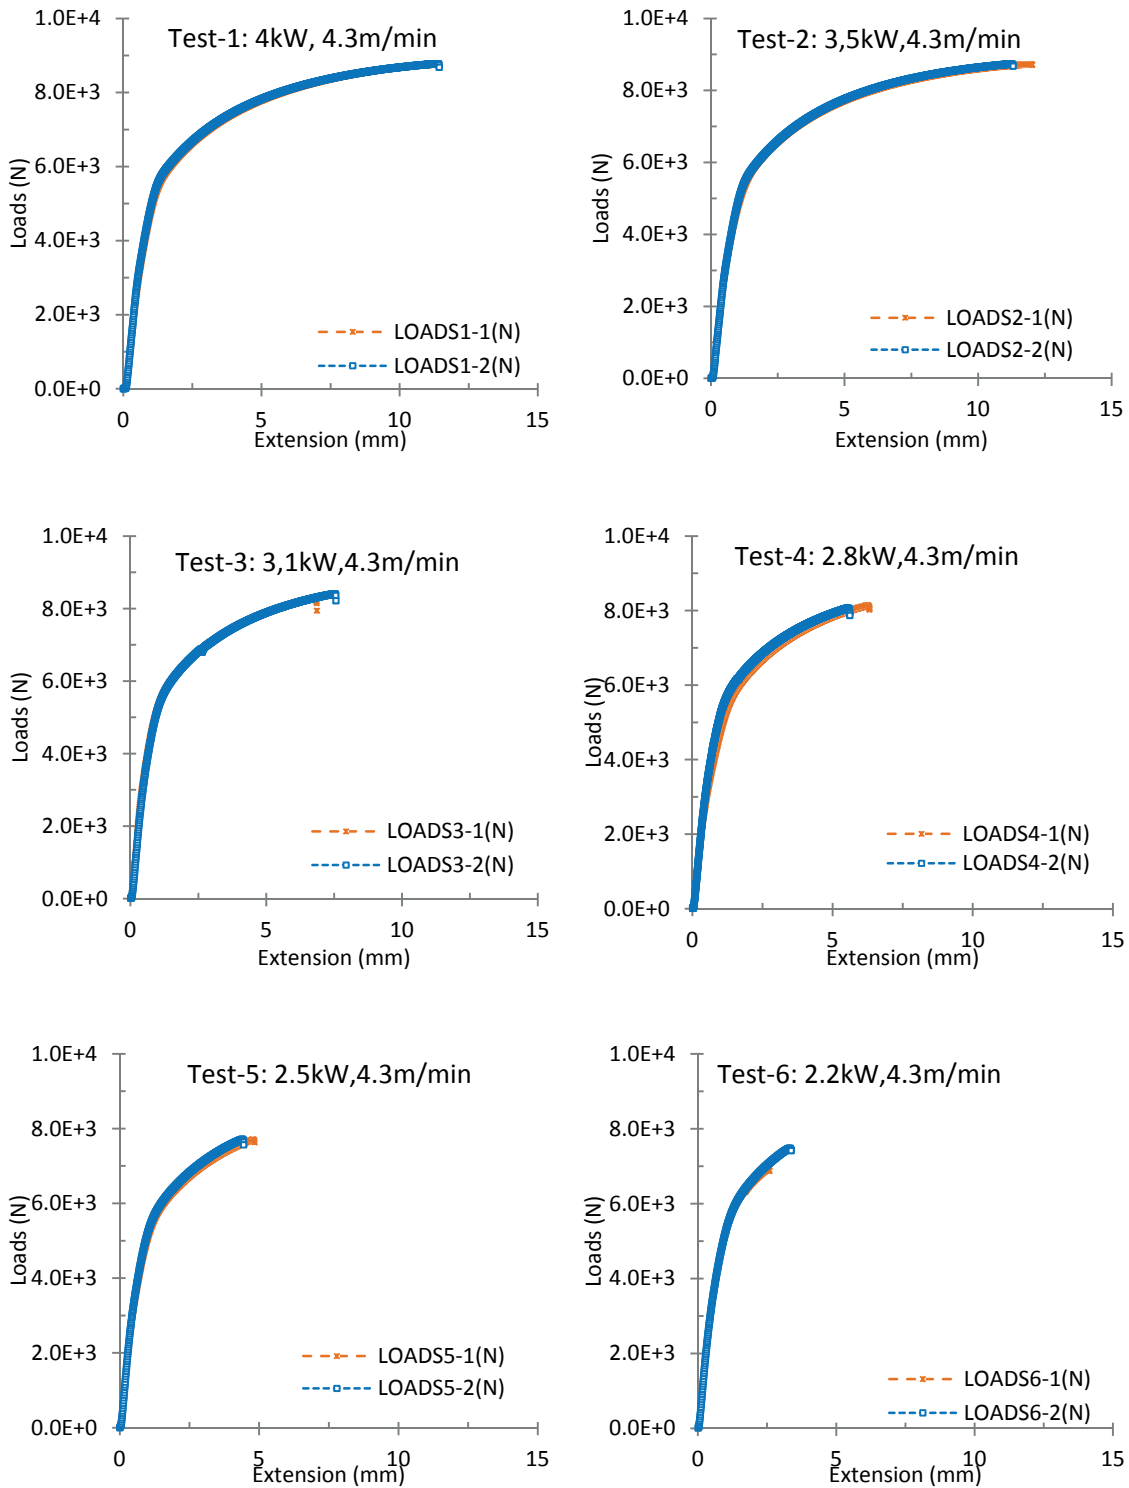 Test-1: 4kW, 4.3m/min
1.0E+4
8.0E+3
6.0E+3
4.0E+3
2.0E+3
0.0E+0
Loads (N)
LOADS1-1(N)
LOADS1-2(N)
0 5 10 15
Extension (mm)
Test-2: 3,5kW,4.3m/min
1.0E+4
8.0E+3
6.0E+3
4.0E+3
2.0E+3
0.0E+0
Loads (N)
LOADS2-1(N)
LOADS2-2(N)
0 5 10 15
Extension (mm)
Test-3: 3,1kW,4.3m/min
1.0E+4
8.0E+3
6.0E+3
4.0E+3
2.0E+3
0.0E+0
Loads (N)
LOADS3-1(N)
LOADS3-2(N)
0 5 10 15
Extension (mm)
Test-4: 2.8kW,4.3m/min
1.0E+4
8.0E+3
6.0E+3
4.0E+3
2.0E+3
0.0E+0
Loads (N)
LOADS4-1(N)
LOADS4-2(N)
0 5 10 15
Extension (mm)
Test-5: 2.5kW,4.3m/min
1.0E+4
8.0E+3
6.0E+3
4.0E+3
2.0E+3
0.0E+0
Loads (N)
LOADS5-1(N)
LOADS5-2(N)
0 5 10 15
Extension (mm)
Test-6: 2.2kW,4.3m/min
1.0E+4
8.0E+3
6.0E+3
4.0E+3
2.0E+3
0.0E+0
Loads (N)
LOADS6-1(N)
LOADS6-2(N)
0 5 10 15
Extension (mm)